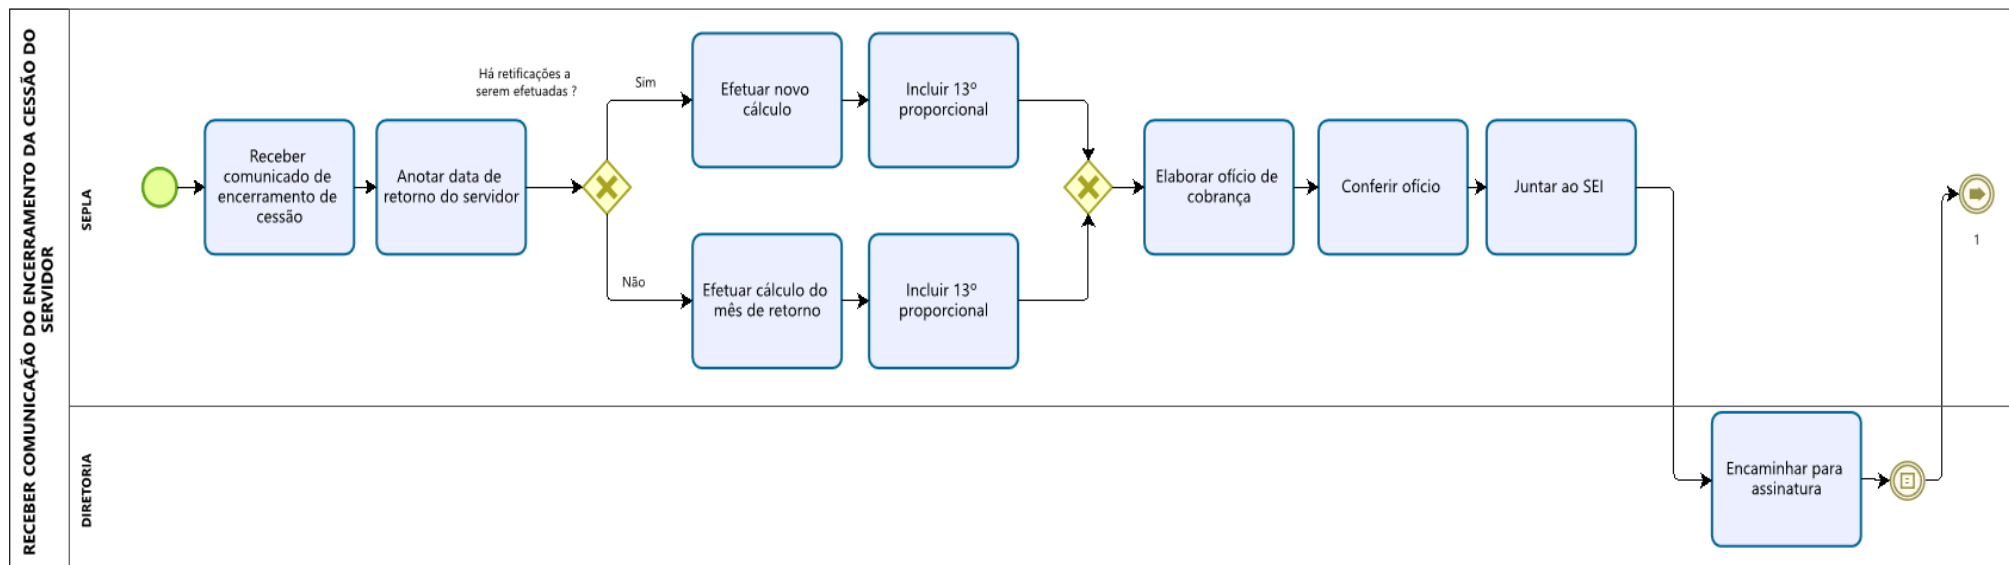 RECEBER COMUNICAÇÃO DO ENCERRAMENTO DA CESSÃO DO
SERVIDOR
SEPLA
Receber
comunicado de
encerramento de
cessão
Anotar data de
retorno do servidor
Há retificações a
serem efetuadas ?
Sim
Efetuar novo
cálculo
Incluir 13º
proporcional
Não
Efetuar cálculo do
mês de retorno
Incluir 13º
proporcional
Elaborar ofício de
cobrança
Conferir ofício
Juntar ao SEI
1
DIRETORIA
Encaminhar para
assinatura